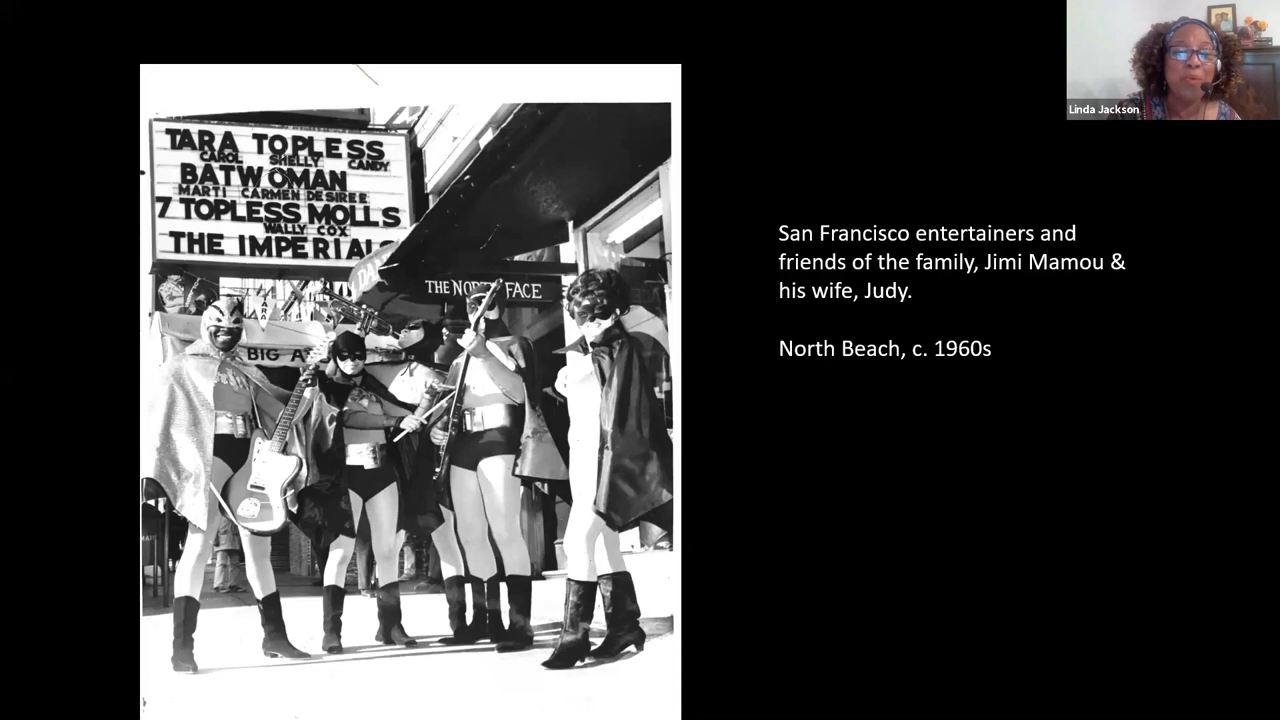 TARA TOPLESS
CAROL SHELLY CANDY
BATWOMAN
MARTI CARMEN DESIREE
7 TOPLESS MOLLS
WALLY COX
THE IMPERIALS
THE NORTH FACE
BIG A
San Francisco entertainers and
friends of the family, Jimi Mamou &
his wife, Judy.
North Beach, c. 1960s
Linda Jackson